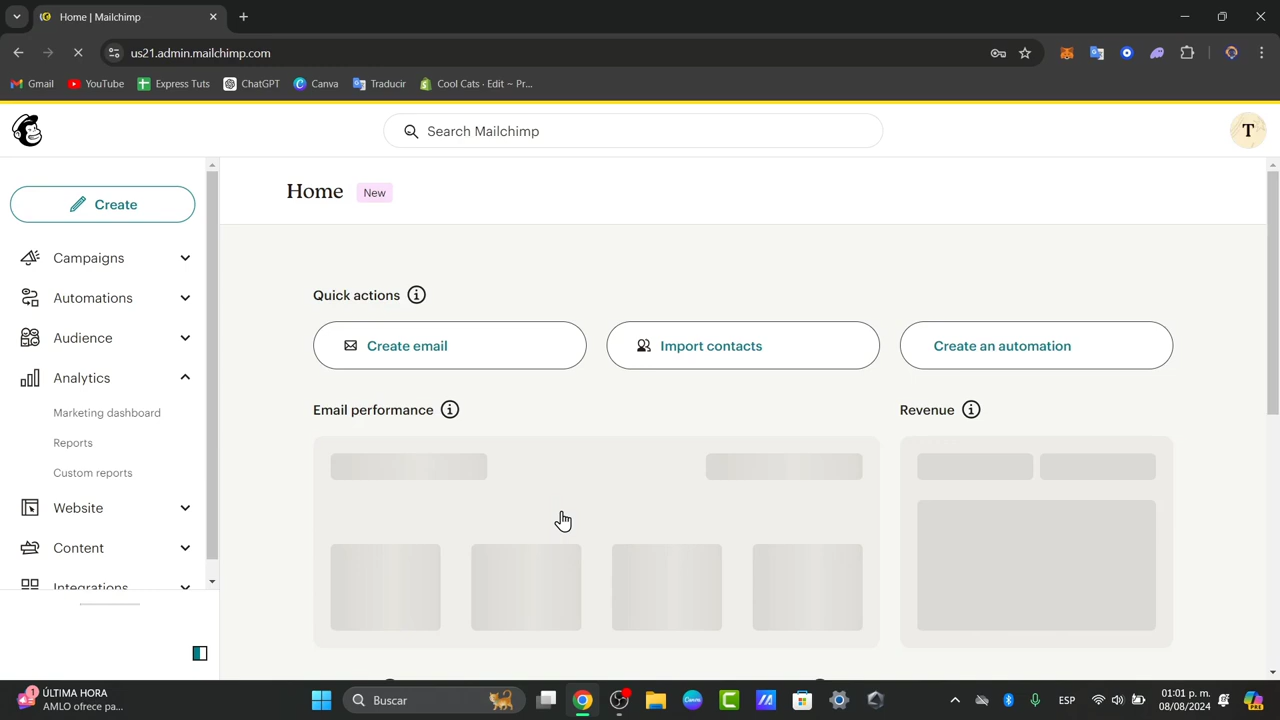 Home | Mailchimp
us21.admin.mailchimp.com
Gmail
YouTube
Express Tuts
ChatGPT
Canva
Traducir
Cool Cats - Edit ~ Pr...
Search Mailchimp
T
Create
Home
New
Campaigns
Automations
Audience
Analytics
Marketing dashboard
Reports
Custom reports
Website
Content
Integrations
Quick actions
Create email
Import contacts
Create an automation
Email performance
Revenue
1
ÚLTIMA HORA
AMLO ofrece pa...
Buscar
ESP
01:01 p. m.
08/08/2024
PRE